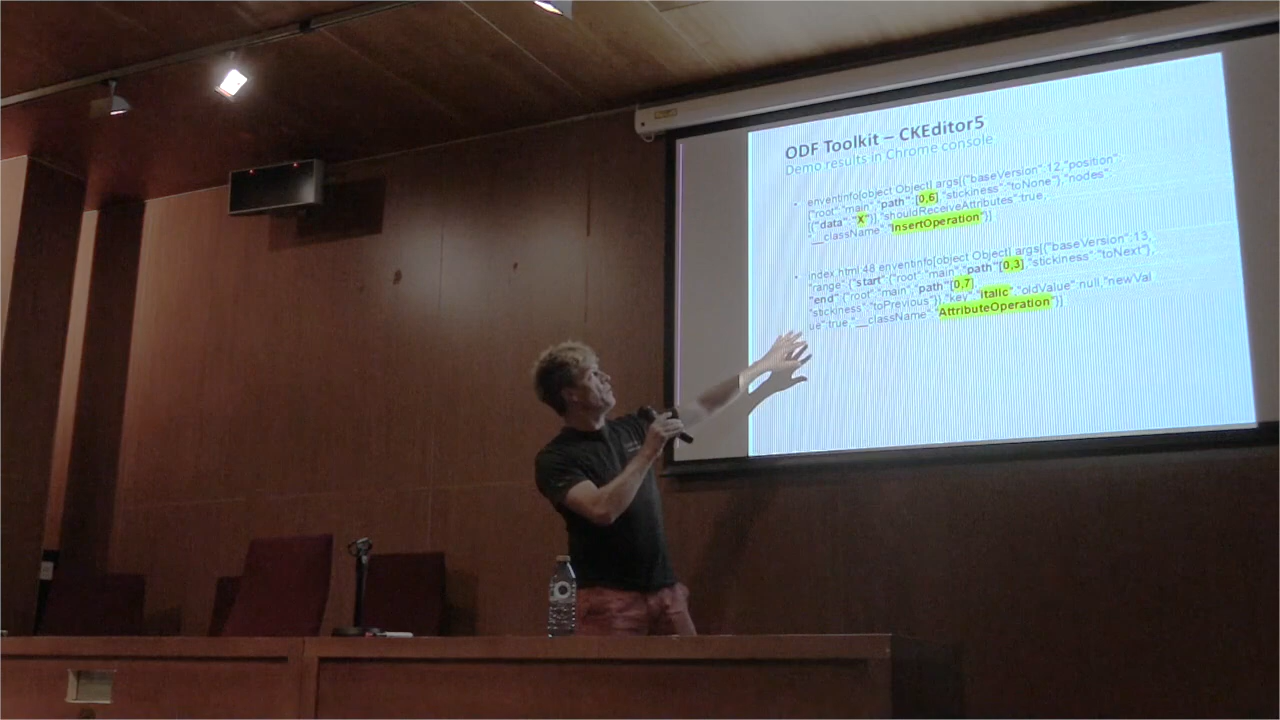 ODF Toolkit – CKEditor5
Demo results in Chrome console
• enventinfo[object Object] args[{"baseVersion":12,"position":
{"root":"main","path":[0,6],"stickiness":"toNone"},"nodes":
[{"data":"X"}],"shouldReceiveAttributes":true,
"__className":"InsertOperation"}]
• index.html:48 enventinfo[object Object] args[{"baseVersion":13,
"range":{"start":{"root":"main","path":[0,3],"stickiness":"toNext"},
"end":{"root":"main","path":[0,7],
"stickiness":"toPrevious"}},"key":"italic","oldValue":null,"newVal
ue":true,"__className":"AttributeOperation"}]